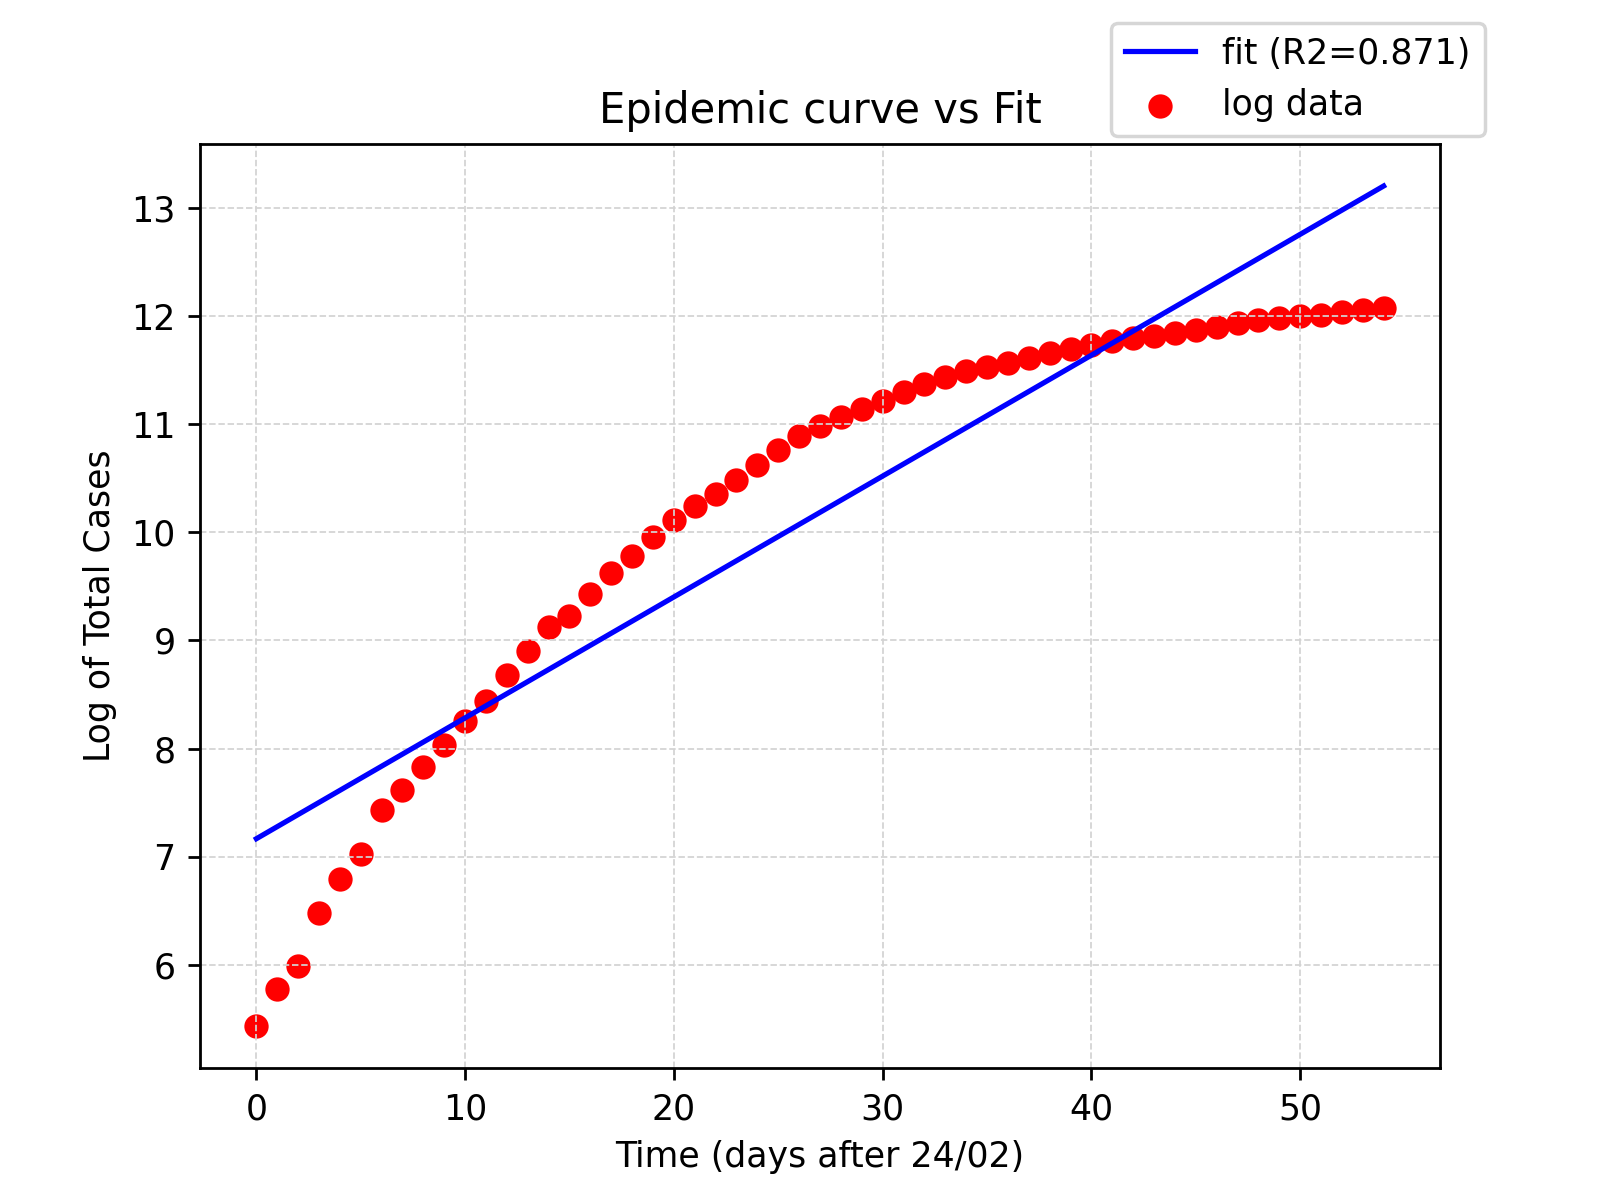 fit (R2=0.871)
log data
Epidemic curve vs Fit
13
12
11
10
9
8
7
6
Log of Total Cases
0 10 20 30 40 50
Time (days after 24/02)